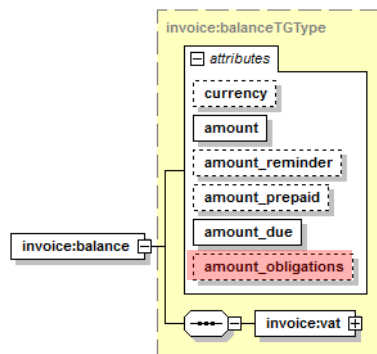 invoice:balanceTGType
attributes
currency
amount
amount_reminder
amount_prepaid
amount_due
amount_obligations
invoice:balance
invoice:vat